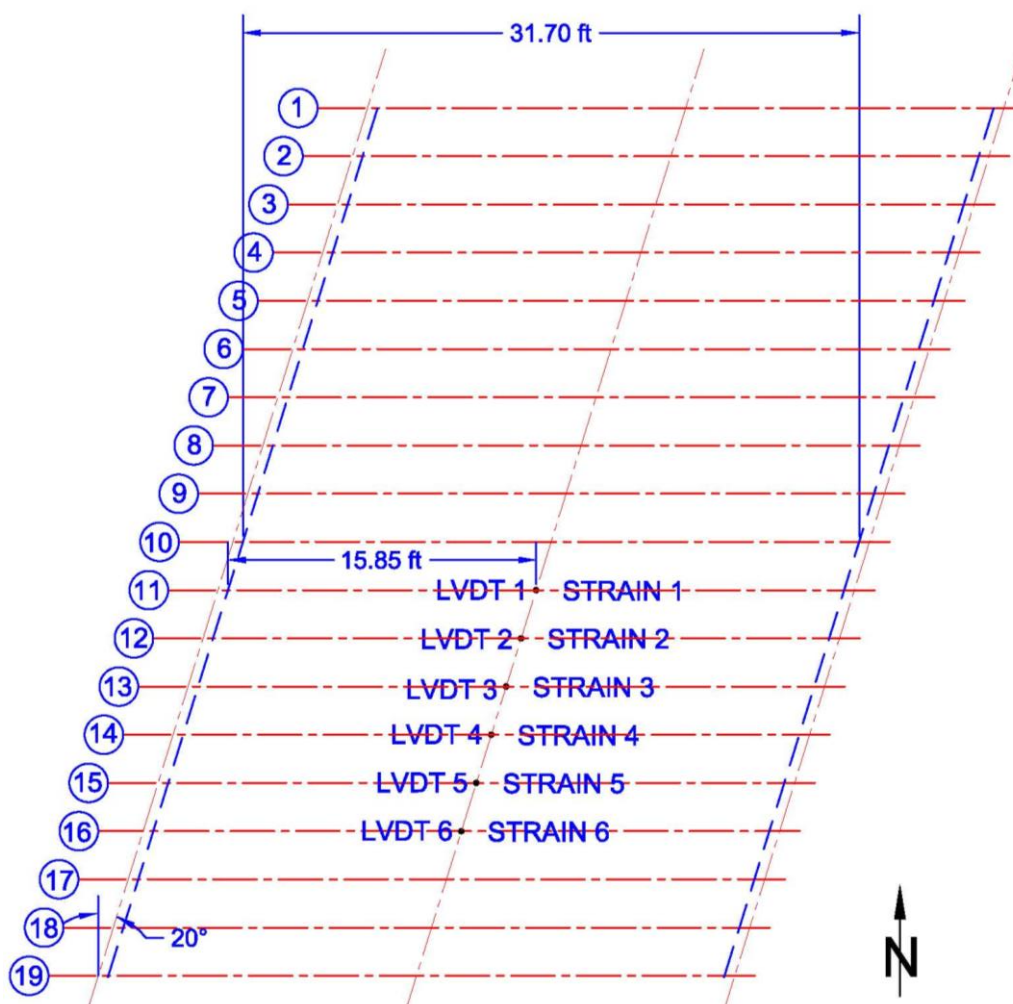 31.70 ft
1
2
3
4
5
6
7
8
9
10
15.85 ft
11 LVDT 1 STRAIN 1
12 LVDT 2 STRAIN 2
13 LVDT 3 STRAIN 3
14 LVDT 4 STRAIN 4
15 LVDT 5 STRAIN 5
16 LVDT 6 STRAIN 6
17
18
20°
19
N